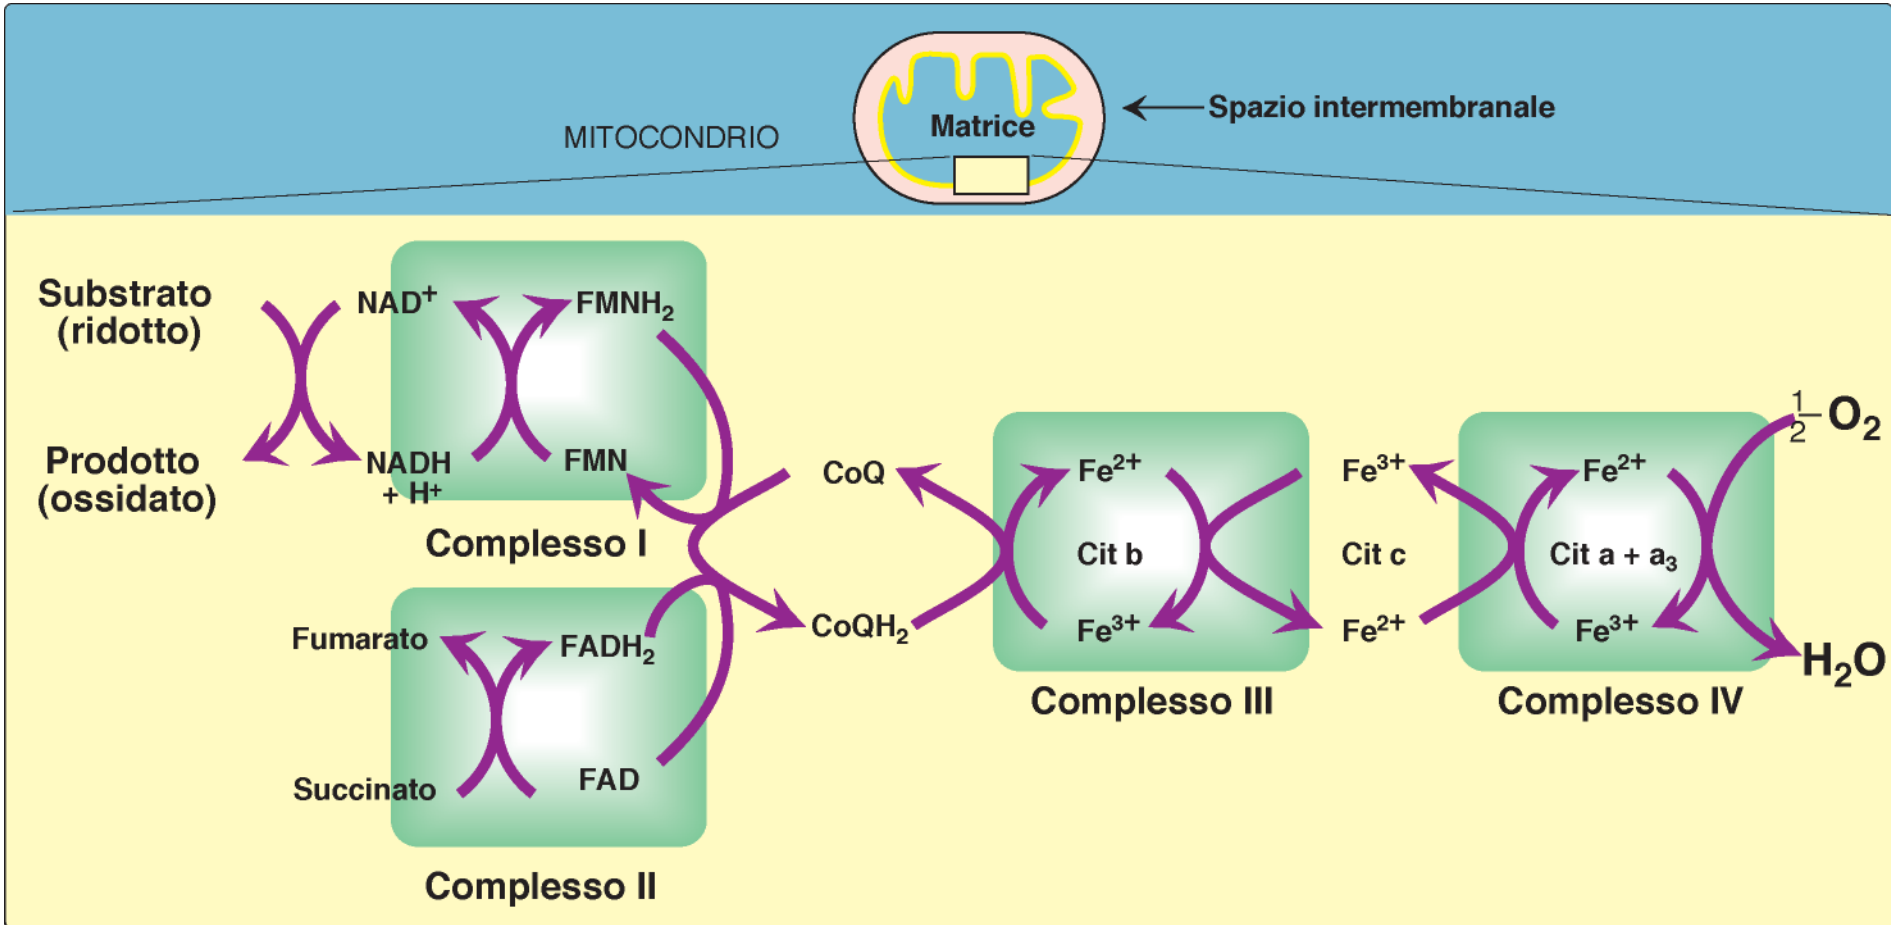 MITOCONDRIO
Matrice
Spazio intermembranale
Substrato
(ridotto)
NAD⁺
FMNH₂
Prodotto
(ossidato)
NADH
+ H⁺
FMN
Complesso I
Fumarato
FADH₂
Succinato
FAD
Complesso II
CoQ
CoQH₂
Fe²⁺
Cit b
Fe³⁺
Complesso III
Fe³⁺
Cit c
Fe²⁺
Fe²⁺
Cit a + a₃
Fe³⁺
Complesso IV
½ O₂
H₂O